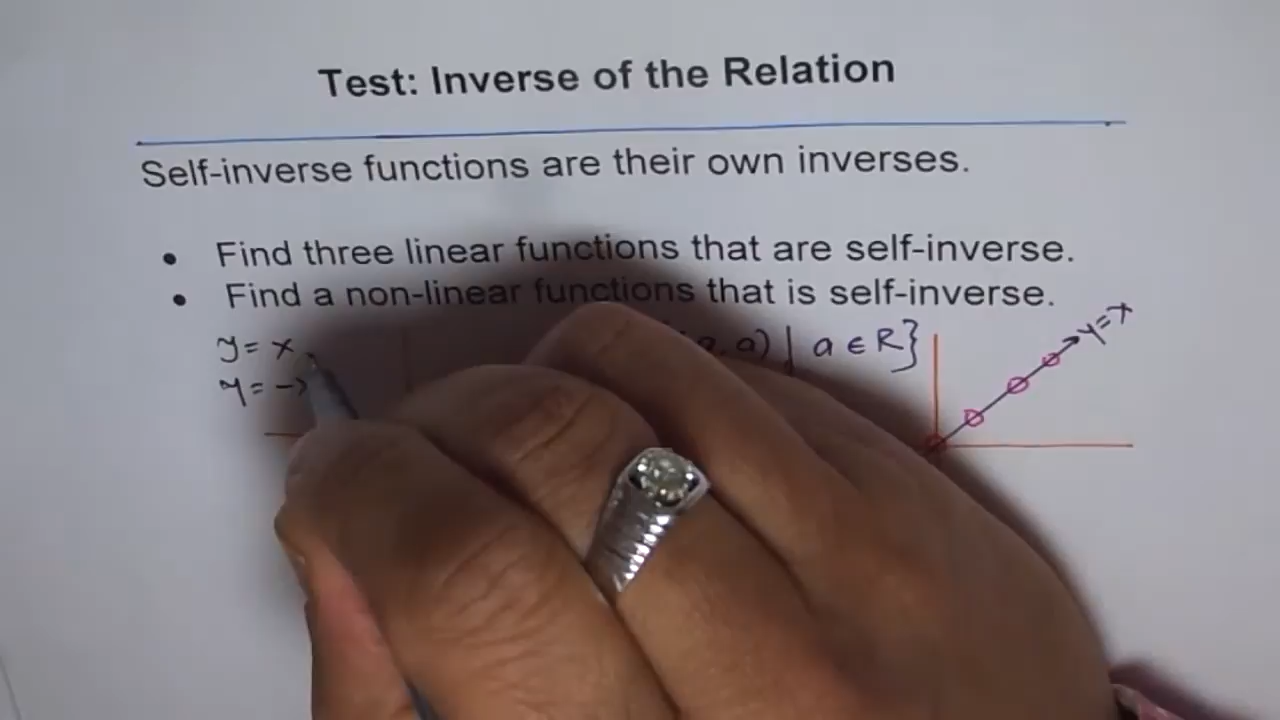 Test: Inverse of the Relation
Self-inverse functions are their own inverses.
• Find three linear functions that are self-inverse.
• Find a non-linear functions that is self-inverse.
y = x
y = -
, a) | a ∈ R}
y=x